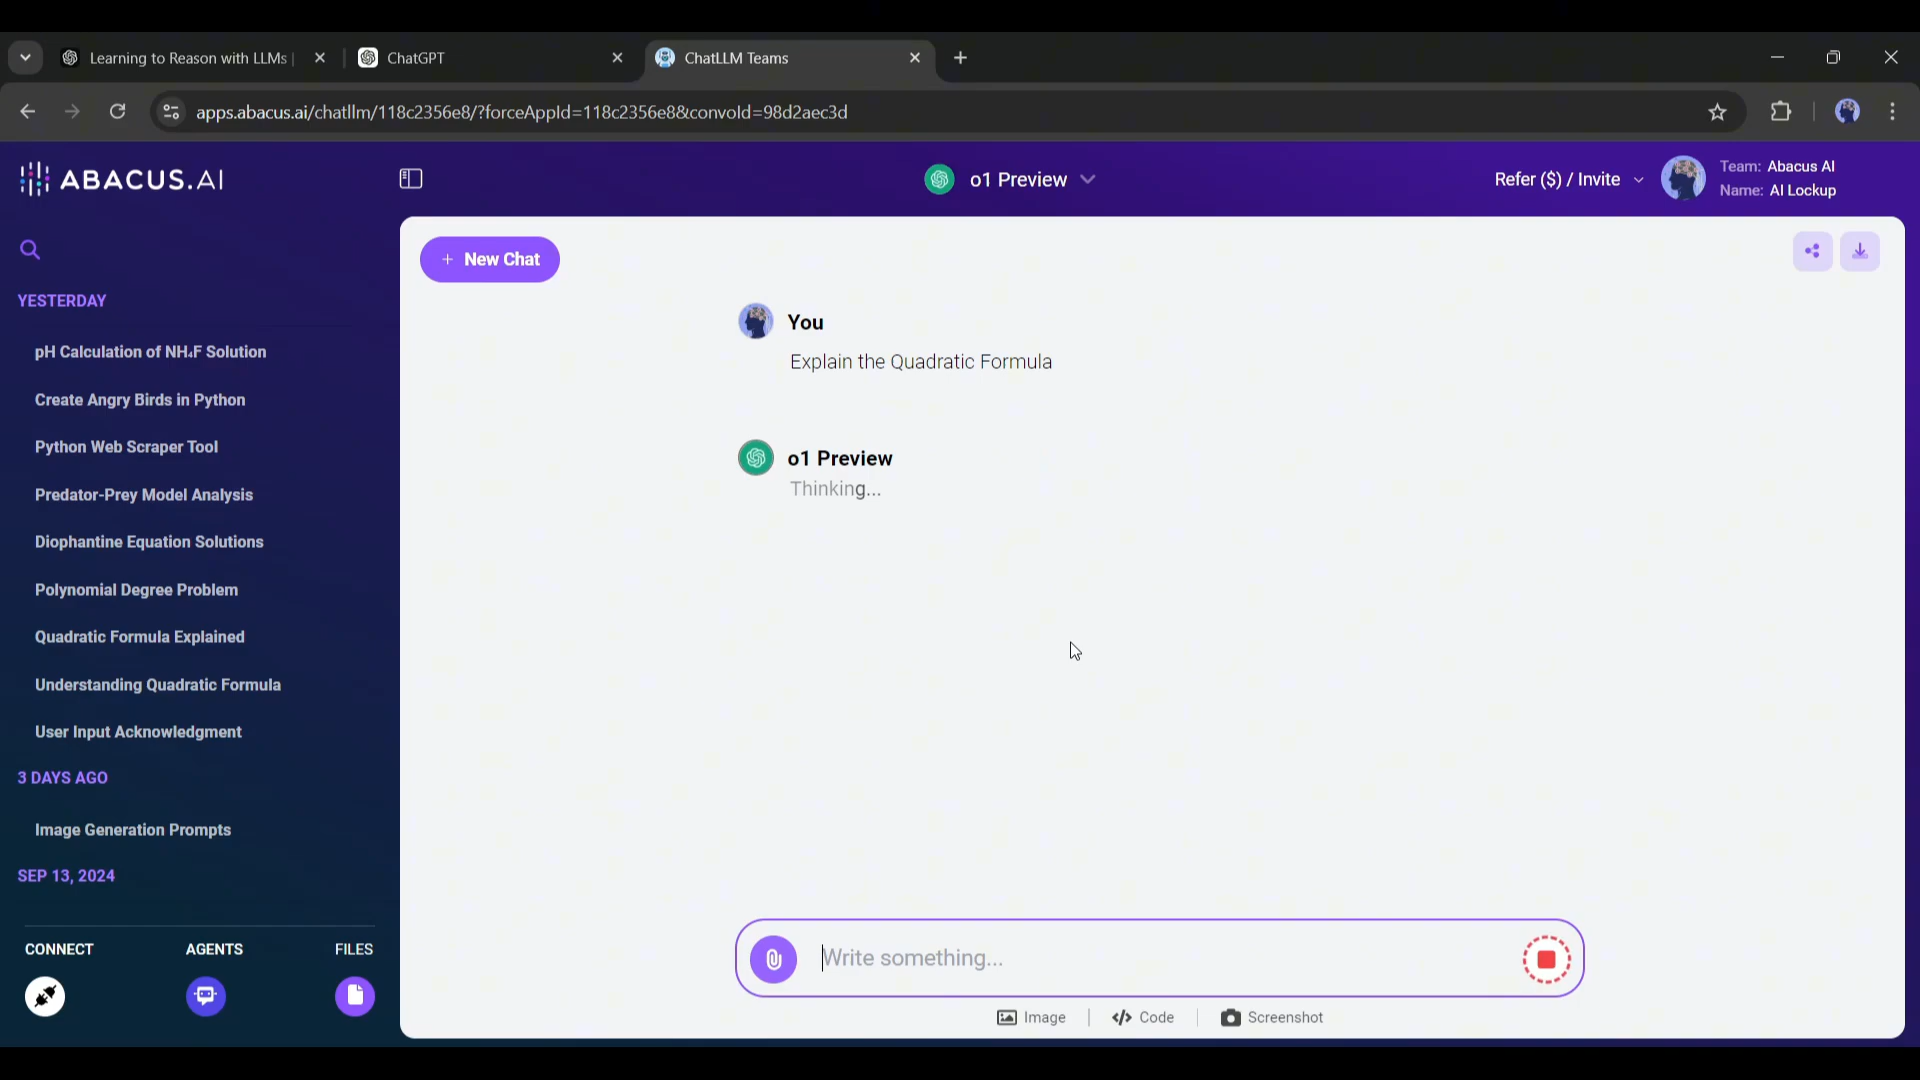 Learning to Reason with LLMs
ChatGPT
ChatLLM Teams
apps.abacus.ai/chatllm/118c2356e8/?forceAppId=118c2356e8&convoId=98d2aec3d
ABACUS.AI
o1 Preview
Refer ($) / Invite
Team: Abacus AI
Name: AI Lockup
New Chat
YESTERDAY
pH Calculation of NH₄F Solution
Create Angry Birds in Python
Python Web Scraper Tool
Predator-Prey Model Analysis
Diophantine Equation Solutions
Polynomial Degree Problem
Quadratic Formula Explained
Understanding Quadratic Formula
User Input Acknowledgment
3 DAYS AGO
Image Generation Prompts
SEP 13, 2024
CONNECT
AGENTS
FILES
You
Explain the Quadratic Formula
o1 Preview
Thinking...
Write something...
Image
Code
Screenshot